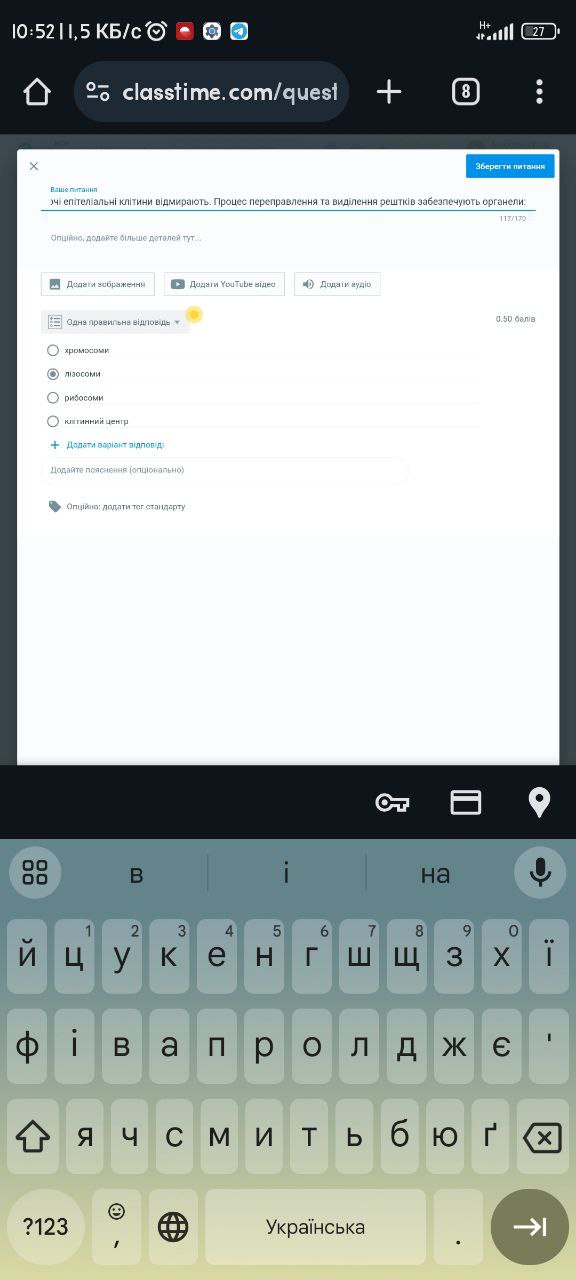 10:52 | 1,5 КБ/с H+ 27
classtime.com/quest 8
Зберегти питання
Ваше питання
очі епітеліальні клітини відмирають. Процес переправлення та виділення рештків забезпечують органели:
117/170
Опційно, додайте більше деталей тут...
Додати зображення Додати YouTube відео Додати аудіо
Одна правильна відповідь 0.50 балів
хромосоми
лізосоми
рибосоми
клітинний центр
+ Додати варіант відповіді
Додайте пояснення (опціонально)
Опційно: додати тег стандарту
в і на
1 2 3 4 5 6 7 8 9 0
й ц у к е н г ш щ з х ї
ф і в а п р о л д ж є '
я ч с м и т ь б ю ґ
?123 , Українська .